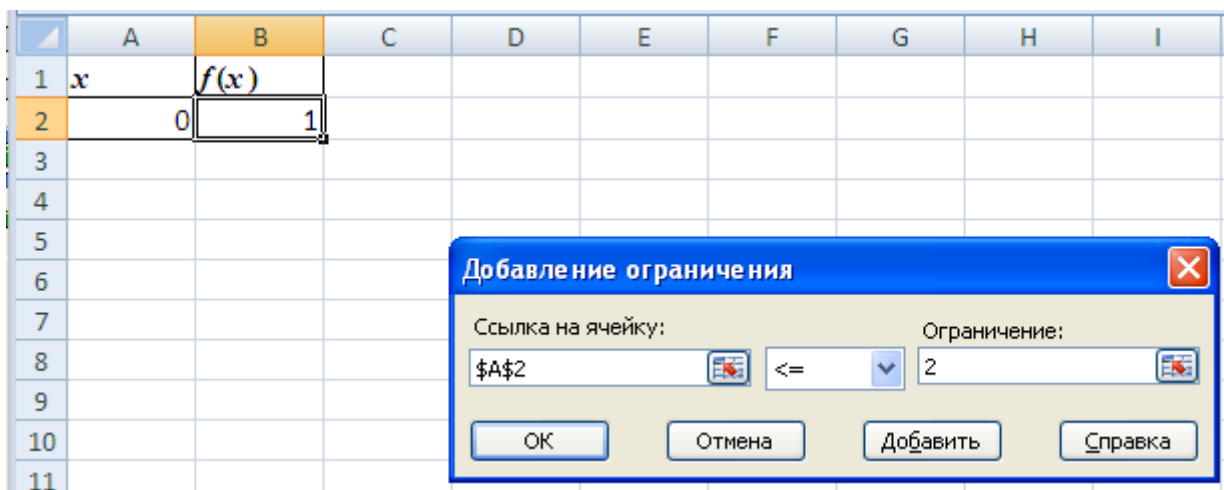 A B C D E F G H I
1 x f(x)
2 0 1
3
4
5
6
7
8
9
10
11
Добавление ограничения
Ссылка на ячейку: Ограничение:
$A$2 <= 2
ОК Отмена Добавить Справка